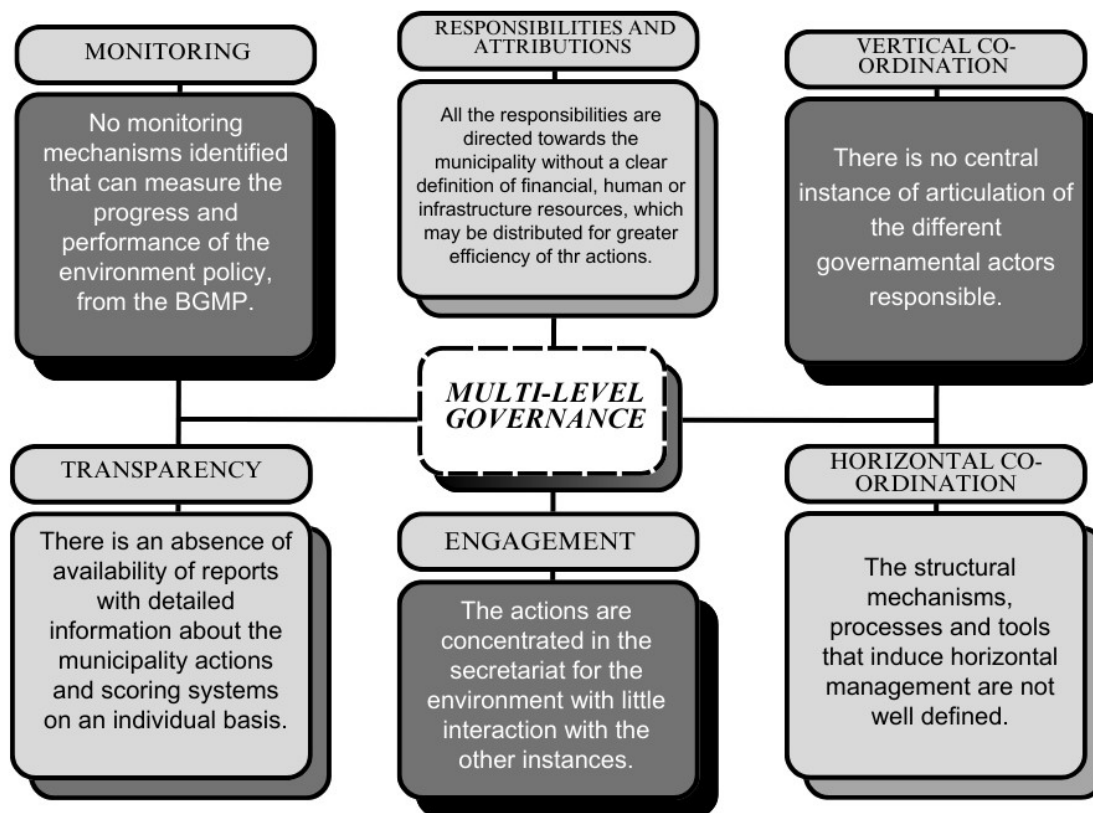 MONITORING
No monitoring
mechanisms identified
that can measure the
progress and
performance of the
environment policy,
from the BGMP.
RESPONSIBILITIES AND
ATTRIBUTIONS
All the responsibilities are
directed towards the
municipality without a clear
definition of financial, human or
infrastructure resources, which
may be distributed for greater
efficiency of thr actions.
VERTICAL CO-
ORDINATION
There is no central
instance of articulation of
the different
governamental actors
responsible.
MULTI-LEVEL
GOVERNANCE
TRANSPARENCY
There is an absence of
availability of reports
with detailed
information about the
municipality actions
and scoring systems
on an individual basis.
ENGAGEMENT
The actions are
concentrated in the
secretariat for the
environment with little
interaction with the
other instances.
HORIZONTAL CO-
ORDINATION
The structural
mechanisms,
processes and tools
that induce horizontal
management are not
well defined.